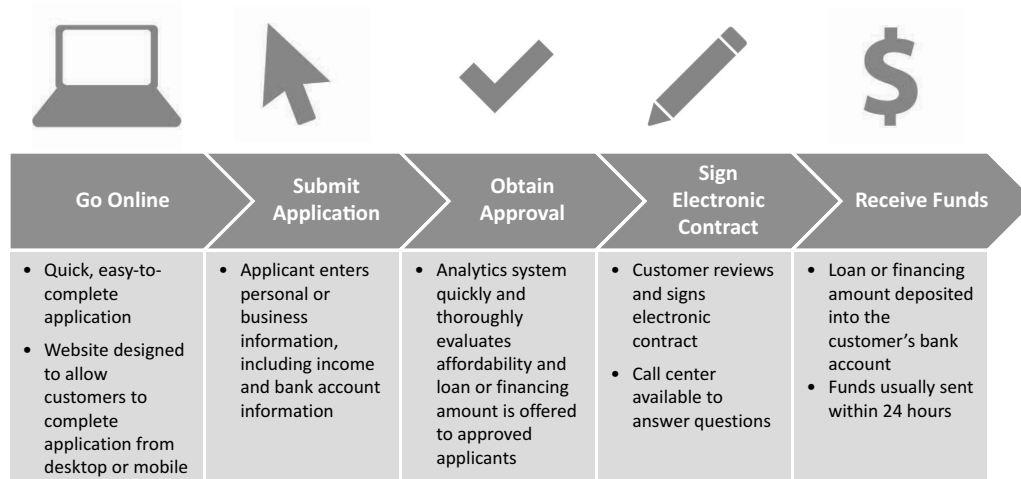 Go Online
Submit
Application
Obtain
Approval
Sign
Electronic
Contract
Receive Funds
• Quick, easy-to-
complete
application
• Website designed
to allow
customers to
complete
application from
desktop or mobile
• Applicant enters
personal or
business
information,
including income
and bank account
information
• Analytics system
quickly and
thoroughly
evaluates
affordability and
loan or financing
amount is offered
to approved
applicants
• Customer reviews
and signs
electronic
contract
• Call center
available to
answer questions
• Loan or financing
amount deposited
into the
customer’s bank
account
• Funds usually sent
within 24 hours